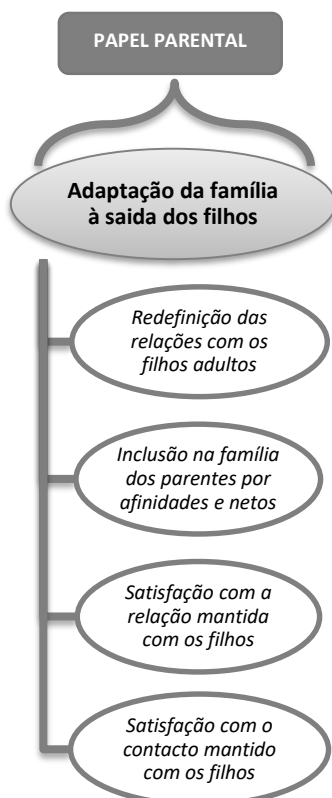 PAPEL PARENTAL
Adaptação da família
à saida dos filhos
Redefinição das
relações com os
filhos adultos
Inclusão na família
dos parentes por
afinidades e netos
Satisfação com a
relação mantida
com os filhos
Satisfação com o
contacto mantido
com os filhos